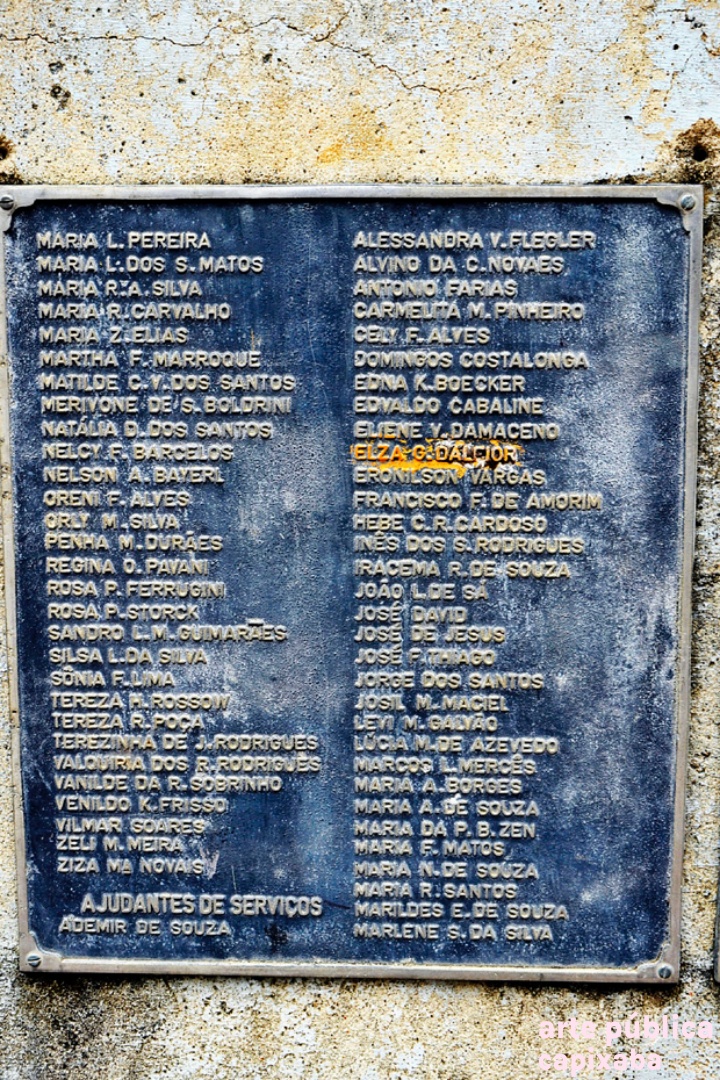 MARIA L. PEREIRA
MARIA L. DOS S. MATOS
MARIA R. A. SILVA
MARIA R. CARVALHO
MARIA Z. ELIAS
MARTHA F. MARROQUE
MATILDE C. V. DOS SANTOS
MERIVONE DE S. BOLDRINI
NATÁLIA D. DOS SANTOS
NELCY F. BARCELOS
NELSON A. BAYERL
ORENI F. ALVES
ORLY M. SILVA
PENHA M. DURÃES
REGINA O. PAVANI
ROSA P. FERRUGINI
ROSA P. STORCK
SANDRO L. M. GUIMARÃES
SILSA L. DA SILVA
SÔNIA F. LIMA
TEREZA H. ROSSOW
TEREZA R. POÇA
TEREZINHA DE J. RODRIGUES
VALQUIRIA DOS R. RODRIGUES
VANILDE DA R. SOBRINHO
VENILDO K. FRISSO
VILMAR SOARES
ZELI M. MEIRA
ZIZA Mª NOVAIS
AJUDANTES DE SERVIÇOS
ADEMIR DE SOUZA
ALESSANDRA V. FLEGLER
ALVINO DA C. NOVAES
ANTONIO FARIAS
CARMELITA M. PINHEIRO
CELY F. ALVES
DOMINGOS COSTALONGA
EDNA K. BOECKER
EDVALDO CABALINE
ELIENE V. DAMACENO
ELZA G. DALFIOR
ERONILSON VARGAS
FRANCISCO F. DE AMORIM
HEBE C. R. CARDOSO
INÊS DOS S. RODRIGUES
IRACEMA R. DE SOUZA
JOÃO L. DE SÁ
JOSÉ DAVID
JOSÉ DE JESUS
JOSÉ F. THIAGO
JORGE DOS SANTOS
JOSIL M. MACIEL
LEVI M. GALVÃO
LÚCIA M. DE AZEVEDO
MARCOS L. MERCÊS
MARIA A. BORGES
MARIA A. DE SOUZA
MARIA DA P. B. ZEN
MARIA F. MATOS
MARIA N. DE SOUZA
MARIA R. SANTOS
MARILDES E. DE SOUZA
MARLENE S. DA SILVA
arte pública
capixaba